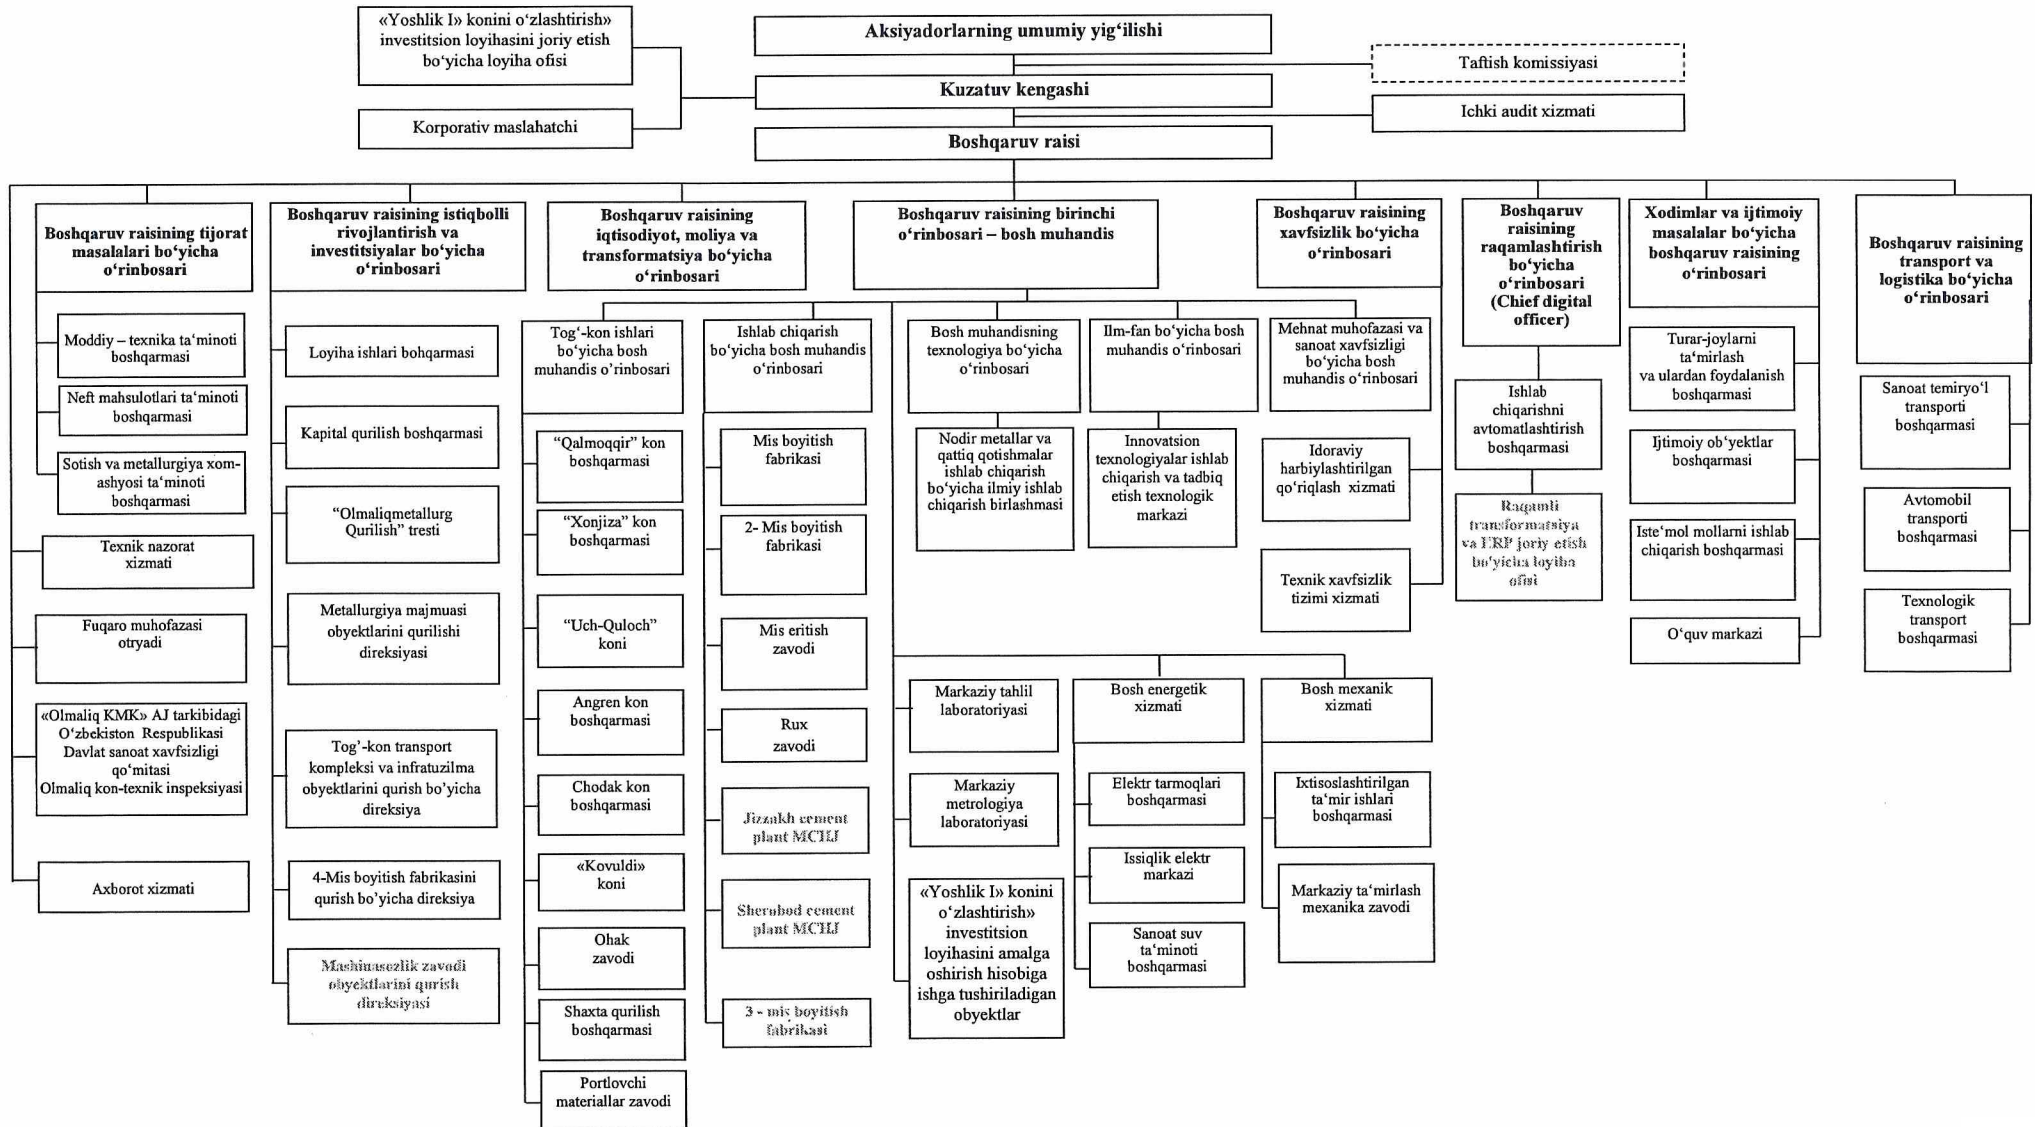 «Yoshlik I» konini o‘zlashtirish»
investitsion loyihasini joriy etish
bo‘yicha loyiha ofisi
Korporativ maslahatchi
Aksiyadorlarning umumiy yig‘ilishi
Kuzatuv kengashi
Boshqaruv raisi
Taftish komissiyasi
Ichki audit xizmati
Boshqaruv raisining tijorat
masalalari bo‘yicha
o‘rinbosari
Moddiy – texnika ta‘minoti
boshqarmasi
Neft mahsulotlari ta‘minoti
boshqarmasi
Sotish va metallurgiya xom-
ashyosi ta‘minoti
boshqarmasi
Texnik nazorat
xizmati
Fuqaro muhofazasi
otryadi
«Olmaliq KMK» AJ tarkibidagi
O‘zbekiston Respublikasi
Davlat sanoat xavfsizligi
qo‘mitasi
Olmaliq kon-texnik inspeksiyasi
Axborot xizmati
Boshqaruv raisining istiqbolli
rivojlantirish va
investitsiyalar bo‘yicha
o‘rinbosari
Loyiha ishlari bohqarmasi
Kapital qurilish boshqarmasi
“Olmaliqmetallurg
Qurilish” tresti
Metallurgiya majmuasi
obyektlarini qurilishi
direksiyasi
Tog’-kon transport
kompleksi va infratuzilma
obyektlarini qurish bo’yicha
direksiya
4-Mis boyitish fabrikasini
qurish bo’yicha direksiya
Mashinasozlik zavodi
obyektlarini qurish
direksiyasi
Boshqaruv raisining
iqtisodiyot, moliya va
transformatsiya bo‘yicha
o‘rinbosari
Boshqaruv raisining birinchi
o‘rinbosari – bosh muhandis
Tog‘-kon ishlari
bo‘yicha bosh
muhandis o’rinbosari
“Qalmoqqir” kon
boshqarmasi
“Xonjiza” kon
boshqarmasi
“Uch-Quloch”
koni
Angren kon
boshqarmasi
Chodak kon
boshqarmasi
«Kovuldi»
koni
Ohak
zavodi
Shaxta qurilish
boshqarmasi
Portlovchi
materiallar zavodi
Ishlab chiqarish
bo‘yicha bosh muhandis
o‘rinbosari
Mis boyitish
fabrikasi
2- Mis boyitish
fabrikasi
Mis eritish
zavodi
Rux
zavodi
Jizzakh cement
plant MCHJ
Sherobod cement
plant MCHJ
3 - mis boyitish
fabrikasi
Bosh muhandisning
texnologiya bo‘yicha
o‘rinbosari
Nodir metallar va
qattiq qotishmalar
ishlab chiqarish
bo‘yicha ilmiy ishlab
chiqarish birlashmasi
Ilm-fan bo‘yicha bosh
muhandis o‘rinbosari
Innovatsion
texnologiyalar ishlab
chiqarish va tadbiq
etish texnologik
markazi
Mehnat muhofazasi va
sanoat xavfsizligi
bo‘yicha bosh
muhandis o‘rinbosari
Markaziy tahlil
laboratoriyasi
Markaziy
metrologiya
laboratoriyasi
«Yoshlik I» konini
o‘zlashtirish»
investitsion
loyihasini amalga
oshirish hisobiga
ishga tushiriladigan
obyektlar
Bosh energetik
xizmati
Elektr tarmoqlari
boshqarmasi
Issiqlik elektr
markazi
Sanoat suv
ta‘minoti
boshqarmasi
Bosh mexanik
xizmati
Ixtisoslashtirilgan
ta‘mir ishlari
boshqarmasi
Markaziy ta‘mirlash
mexanika zavodi
Boshqaruv raisining
xavfsizlik bo‘yicha
o‘rinbosari
Idoraviy
harbiylashtirilgan
qo‘riqlash xizmati
Texnik xavfsizlik
tizimi xizmati
Boshqaruv
raisining
raqamlashtirish
bo‘yicha
o‘rinbosari
(Chief digital
officer)
Ishlab
chiqarishni
avtomatlashtirish
boshqarmasi
Raqamli
transformatsiya
va ERP joriy etish
bo‘yicha loyiha
ofisi
Xodimlar va ijtimoiy
masalalar bo‘yicha
boshqaruv raisining
o‘rinbosari
Turar-joylarni
ta‘mirlash
va ulardan foydalanish
boshqarmasi
Ijtimoiy ob‘yektlar
boshqarmasi
Iste‘mol mollarni ishlab
chiqarish boshqarmasi
O‘quv markazi
Boshqaruv raisining
transport va
logistika bo‘yicha
o‘rinbosari
Sanoat temiryo‘l
transporti
boshqarmasi
Avtomobil
transporti
boshqarmasi
Texnologik
transport
boshqarmasi